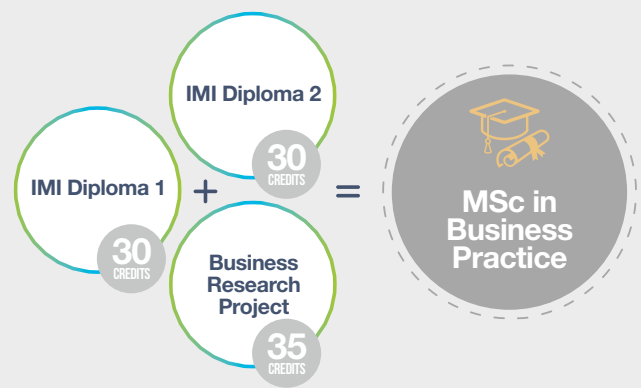 IMI Diploma 1
30
CREDITS
+
IMI Diploma 2
30
CREDITS
Business
Research
Project
35
CREDITS
=
MSc in
Business
Practice